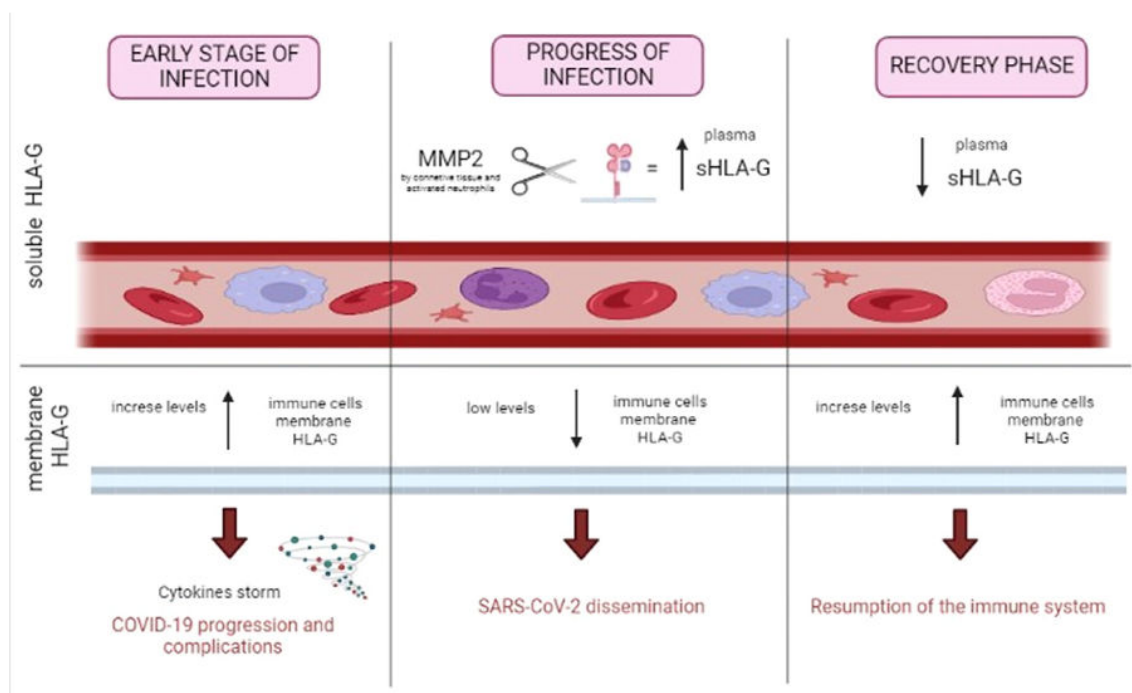 EARLY STAGE OF
INFECTION
PROGRESS OF
INFECTION
RECOVERY PHASE
soluble HLA-G
MMP2
by connetive tissue and
activated neutrophils
=
plasma
sHLA-G
plasma
sHLA-G
membrane
HLA-G
increse levels
immune cells
membrane
HLA-G
low levels
immune cells
membrane
HLA-G
increse levels
immune cells
membrane
HLA-G
Cytokines storm
COVID-19 progression and
complications
SARS-CoV-2 dissemination
Resumption of the immune system